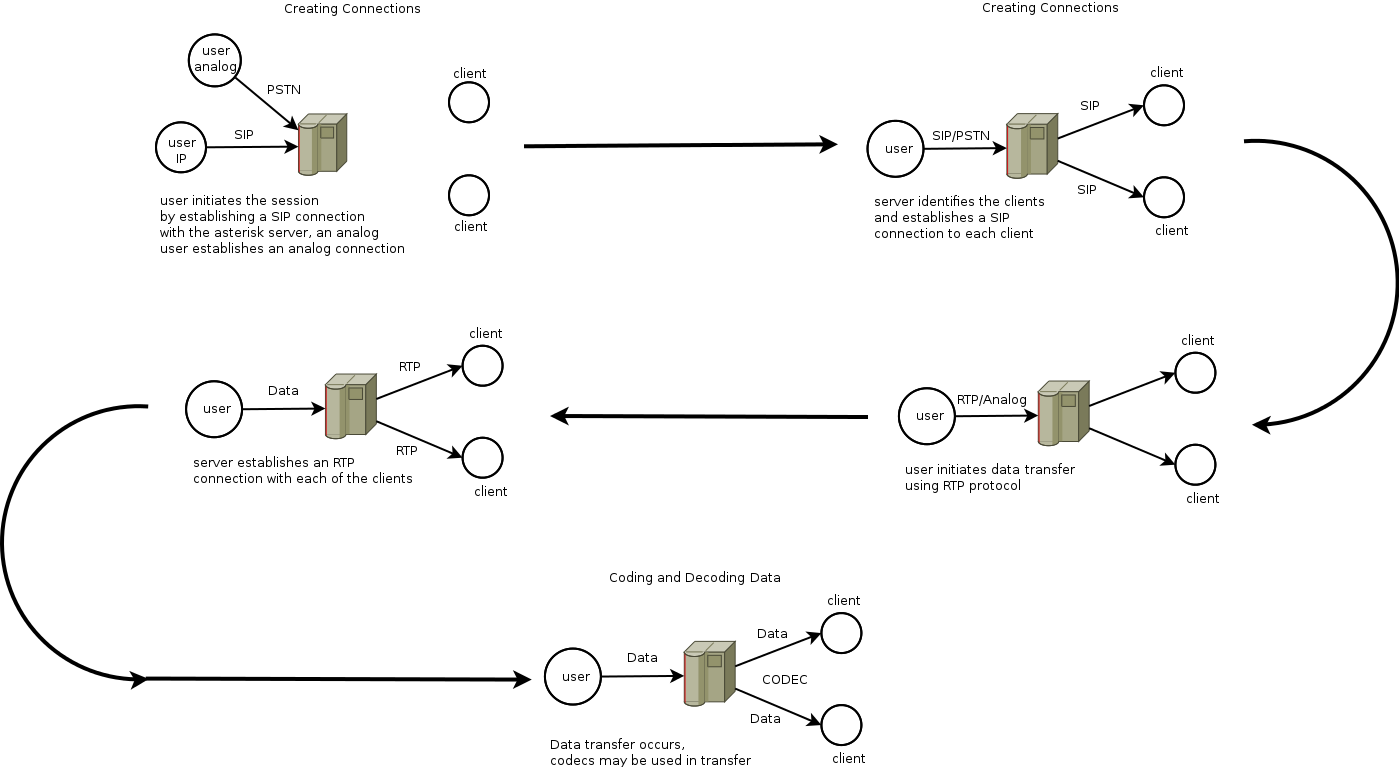 Creating Connections
user
analog
PSTN
SIP
user
IP
client
client
user initiates the session
by establishing a SIP connection
with the asterisk server, an analog
user establishes an analog connection
Creating Connections
client
SIP
SIP/PSTN
user
SIP
client
server identifies the clients
and establishes a SIP
connection to each client
client
RTP/Analog
user
client
user initiates data transfer
using RTP protocol
client
RTP
Data
user
RTP
client
server establishes an RTP
connection with each of the clients
Coding and Decoding Data
client
Data
Data
user
CODEC
Data
client
Data transfer occurs,
codecs may be used in transfer